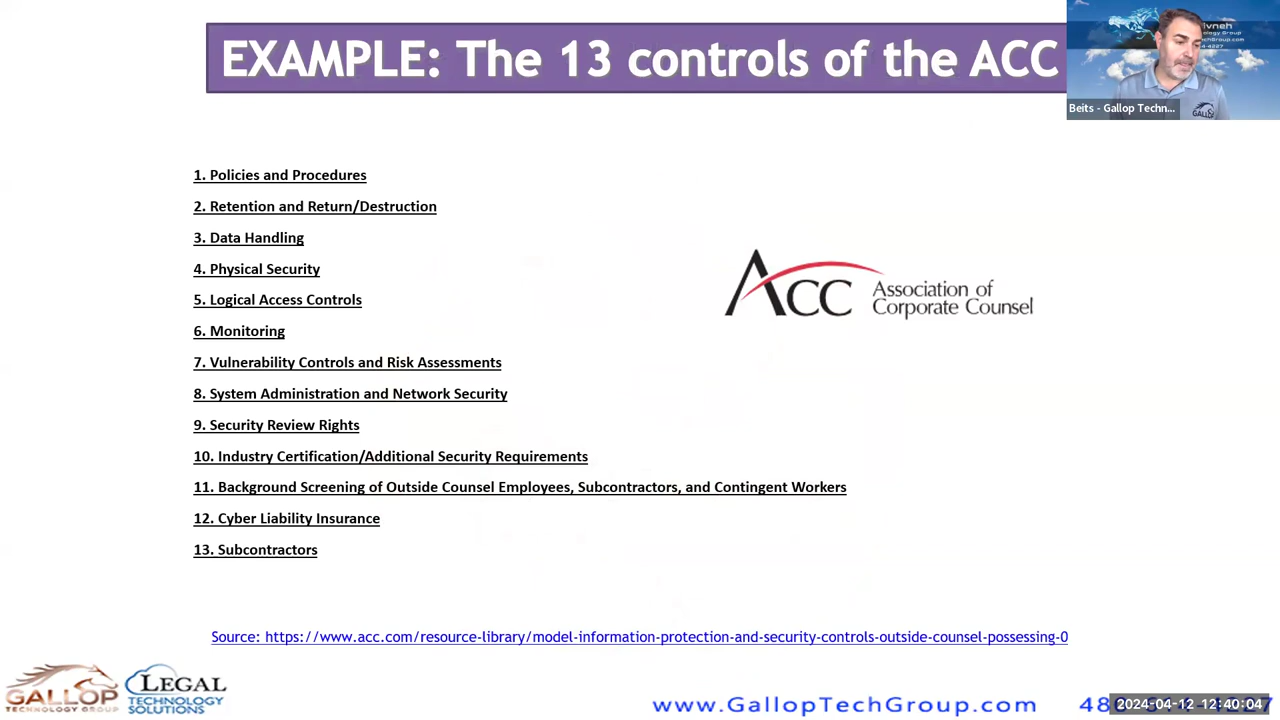 EXAMPLE: The 13 controls of the ACC
Beits - Gallop Techn...
1. Policies and Procedures
2. Retention and Return/Destruction
3. Data Handling
4. Physical Security
5. Logical Access Controls
6. Monitoring
7. Vulnerability Controls and Risk Assessments
8. System Administration and Network Security
9. Security Review Rights
10. Industry Certification/Additional Security Requirements
11. Background Screening of Outside Counsel Employees, Subcontractors, and Contingent Workers
12. Cyber Liability Insurance
13. Subcontractors
ACC Association of
Corporate Counsel
Source: https://www.acc.com/resource-library/model-information-protection-and-security-controls-outside-counsel-possessing-0
GALLOP
TECHNOLOGY GROUP
LEGAL
TECHNOLOGY
SOLUTIONS
www.GallopTechGroup.com
2024-04-12 12:40:04